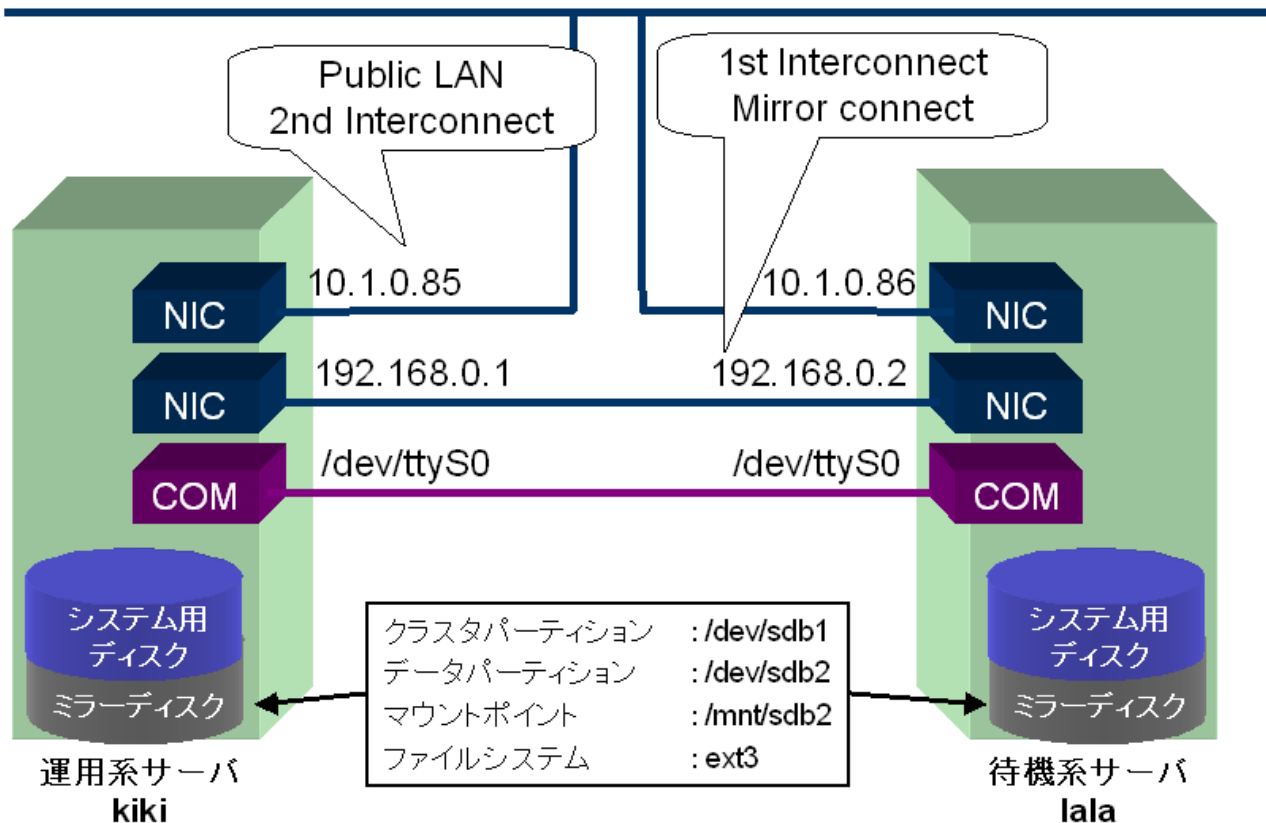 Public LAN
2nd Interconnect
1st Interconnect
Mirror connect
10.1.0.85
10.1.0.86
NIC
NIC
192.168.0.1
192.168.0.2
NIC
NIC
/dev/ttyS0
/dev/ttyS0
COM
COM
システム用
ディスク
ミラーディスク
クラスタパーティション :/dev/sdb1
データパーティション :/dev/sdb2
マウントポイント :/mnt/sdb2
ファイルシステム :ext3
システム用
ディスク
ミラーディスク
運用系サーバ
kiki
待機系サーバ
lala